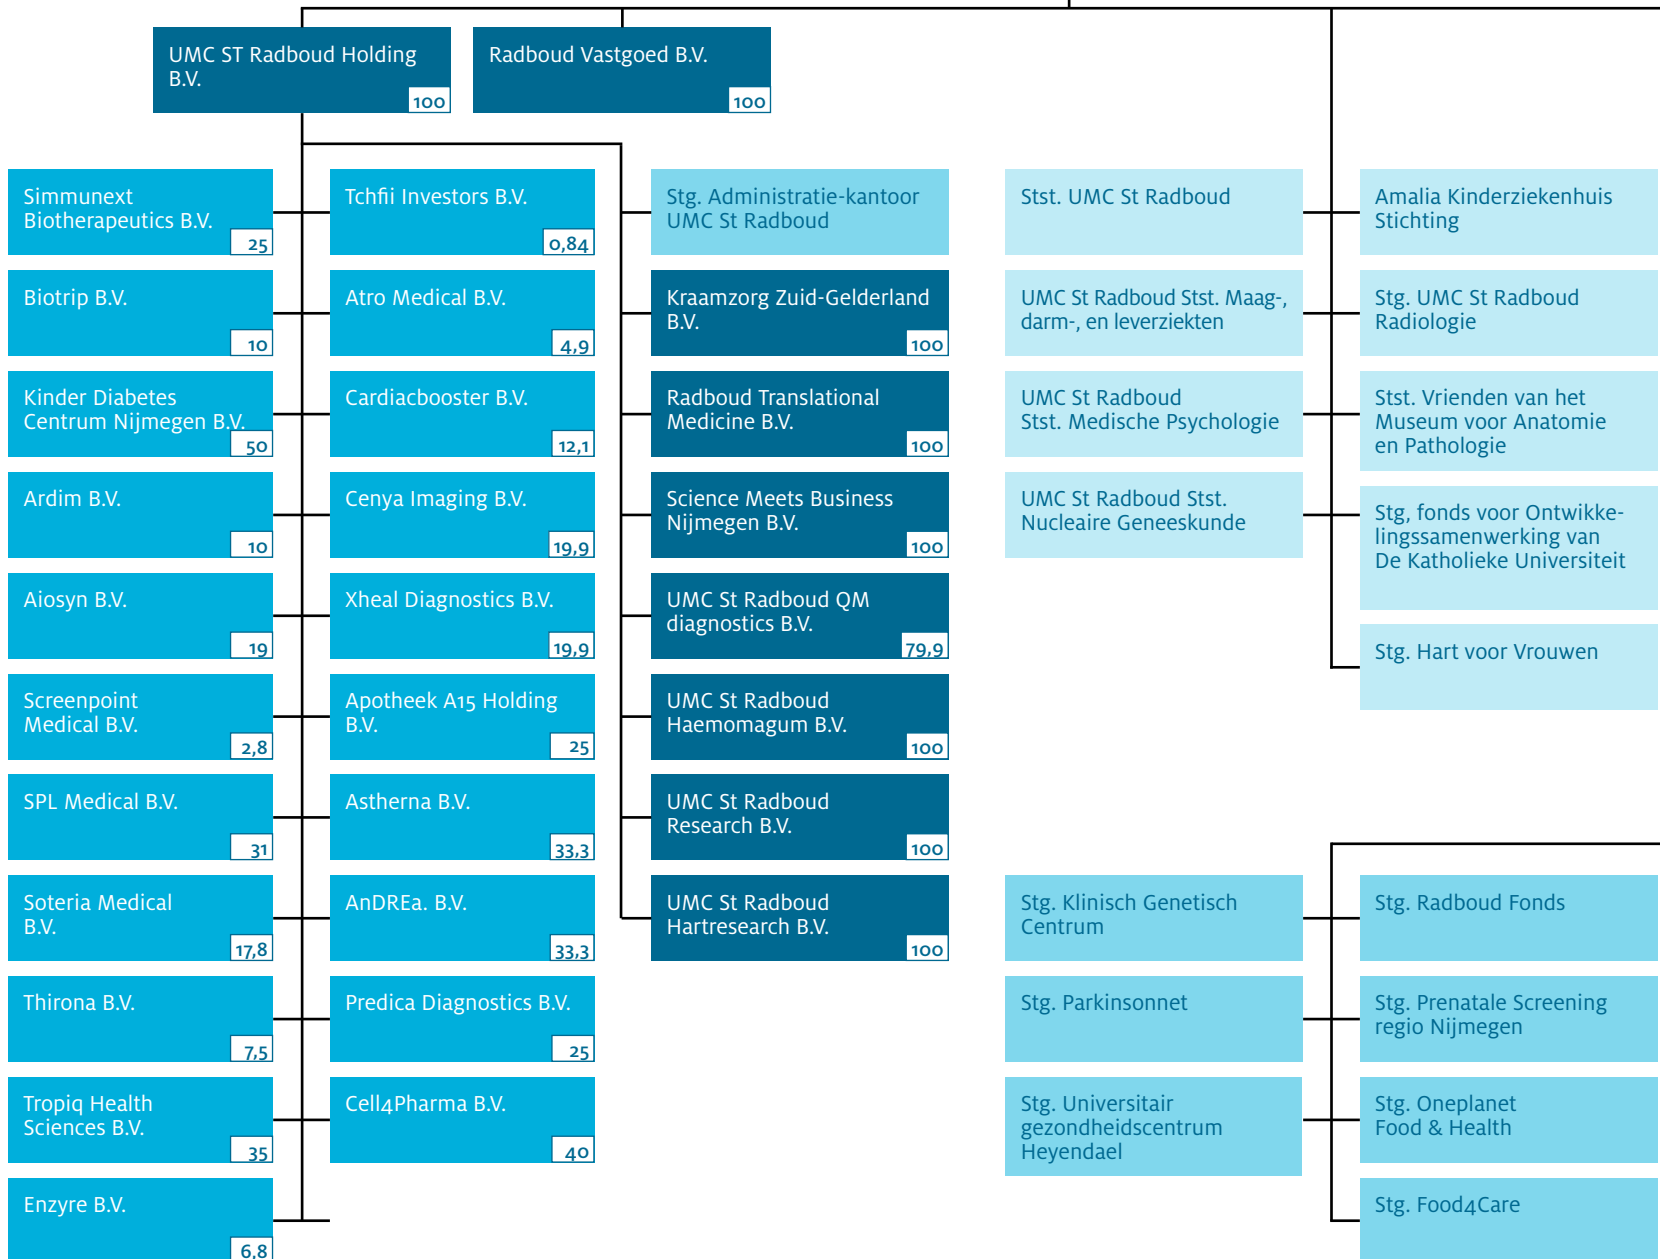 UMC ST Radboud Holding
B.V.
100
Radboud Vastgoed B.V.
100
Simmunext
Biotherapeutics B.V.
25
Biotrip B.V.
10
Kinder Diabetes
Centrum Nijmegen B.V.
50
Ardim B.V.
10
Aiosyn B.V.
19
Screenpoint
Medical B.V.
2,8
SPL Medical B.V.
31
Soteria Medical
B.V.
17,8
Thirona B.V.
7,5
Tropiq Health
Sciences B.V.
35
Enzyre B.V.
6,8
Tchfii Investors B.V.
0,84
Atro Medical B.V.
4,9
Cardiacbooster B.V.
12,1
Cenya Imaging B.V.
19,9
Xheal Diagnostics B.V.
19,9
Apotheek A15 Holding
B.V.
25
Astherna B.V.
33,3
AnDREa. B.V.
33,3
Predica Diagnostics B.V.
25
Cell4Pharma B.V.
40
Stg. Administratie-kantoor
UMC St Radboud
Kraamzorg Zuid-Gelderland
B.V.
100
Radboud Translational
Medicine B.V.
100
Science Meets Business
Nijmegen B.V.
100
UMC St Radboud QM
diagnostics B.V.
79,9
UMC St Radboud
Haemomagum B.V.
100
UMC St Radboud
Research B.V.
100
UMC St Radboud
Hartresearch B.V.
100
Stst. UMC St Radboud
UMC St Radboud Stst. Maag-,
darm-, en leverziekten
UMC St Radboud
Stst. Medische Psychologie
UMC St Radboud Stst.
Nucleaire Geneeskunde
Amalia Kinderziekenhuis
Stichting
Stg. UMC St Radboud
Radiologie
Stst. Vrienden van het
Museum voor Anatomie
en Pathologie
Stg, fonds voor Ontwikke-
lingssamenwerking van
De Katholieke Universiteit
Stg. Hart voor Vrouwen
Stg. Klinisch Genetisch
Centrum
Stg. Parkinsonnet
Stg. Universitair
gezondheidscentrum
Heyendael
Stg. Radboud Fonds
Stg. Prenatale Screening
regio Nijmegen
Stg. Oneplanet
Food & Health
Stg. Food4Care